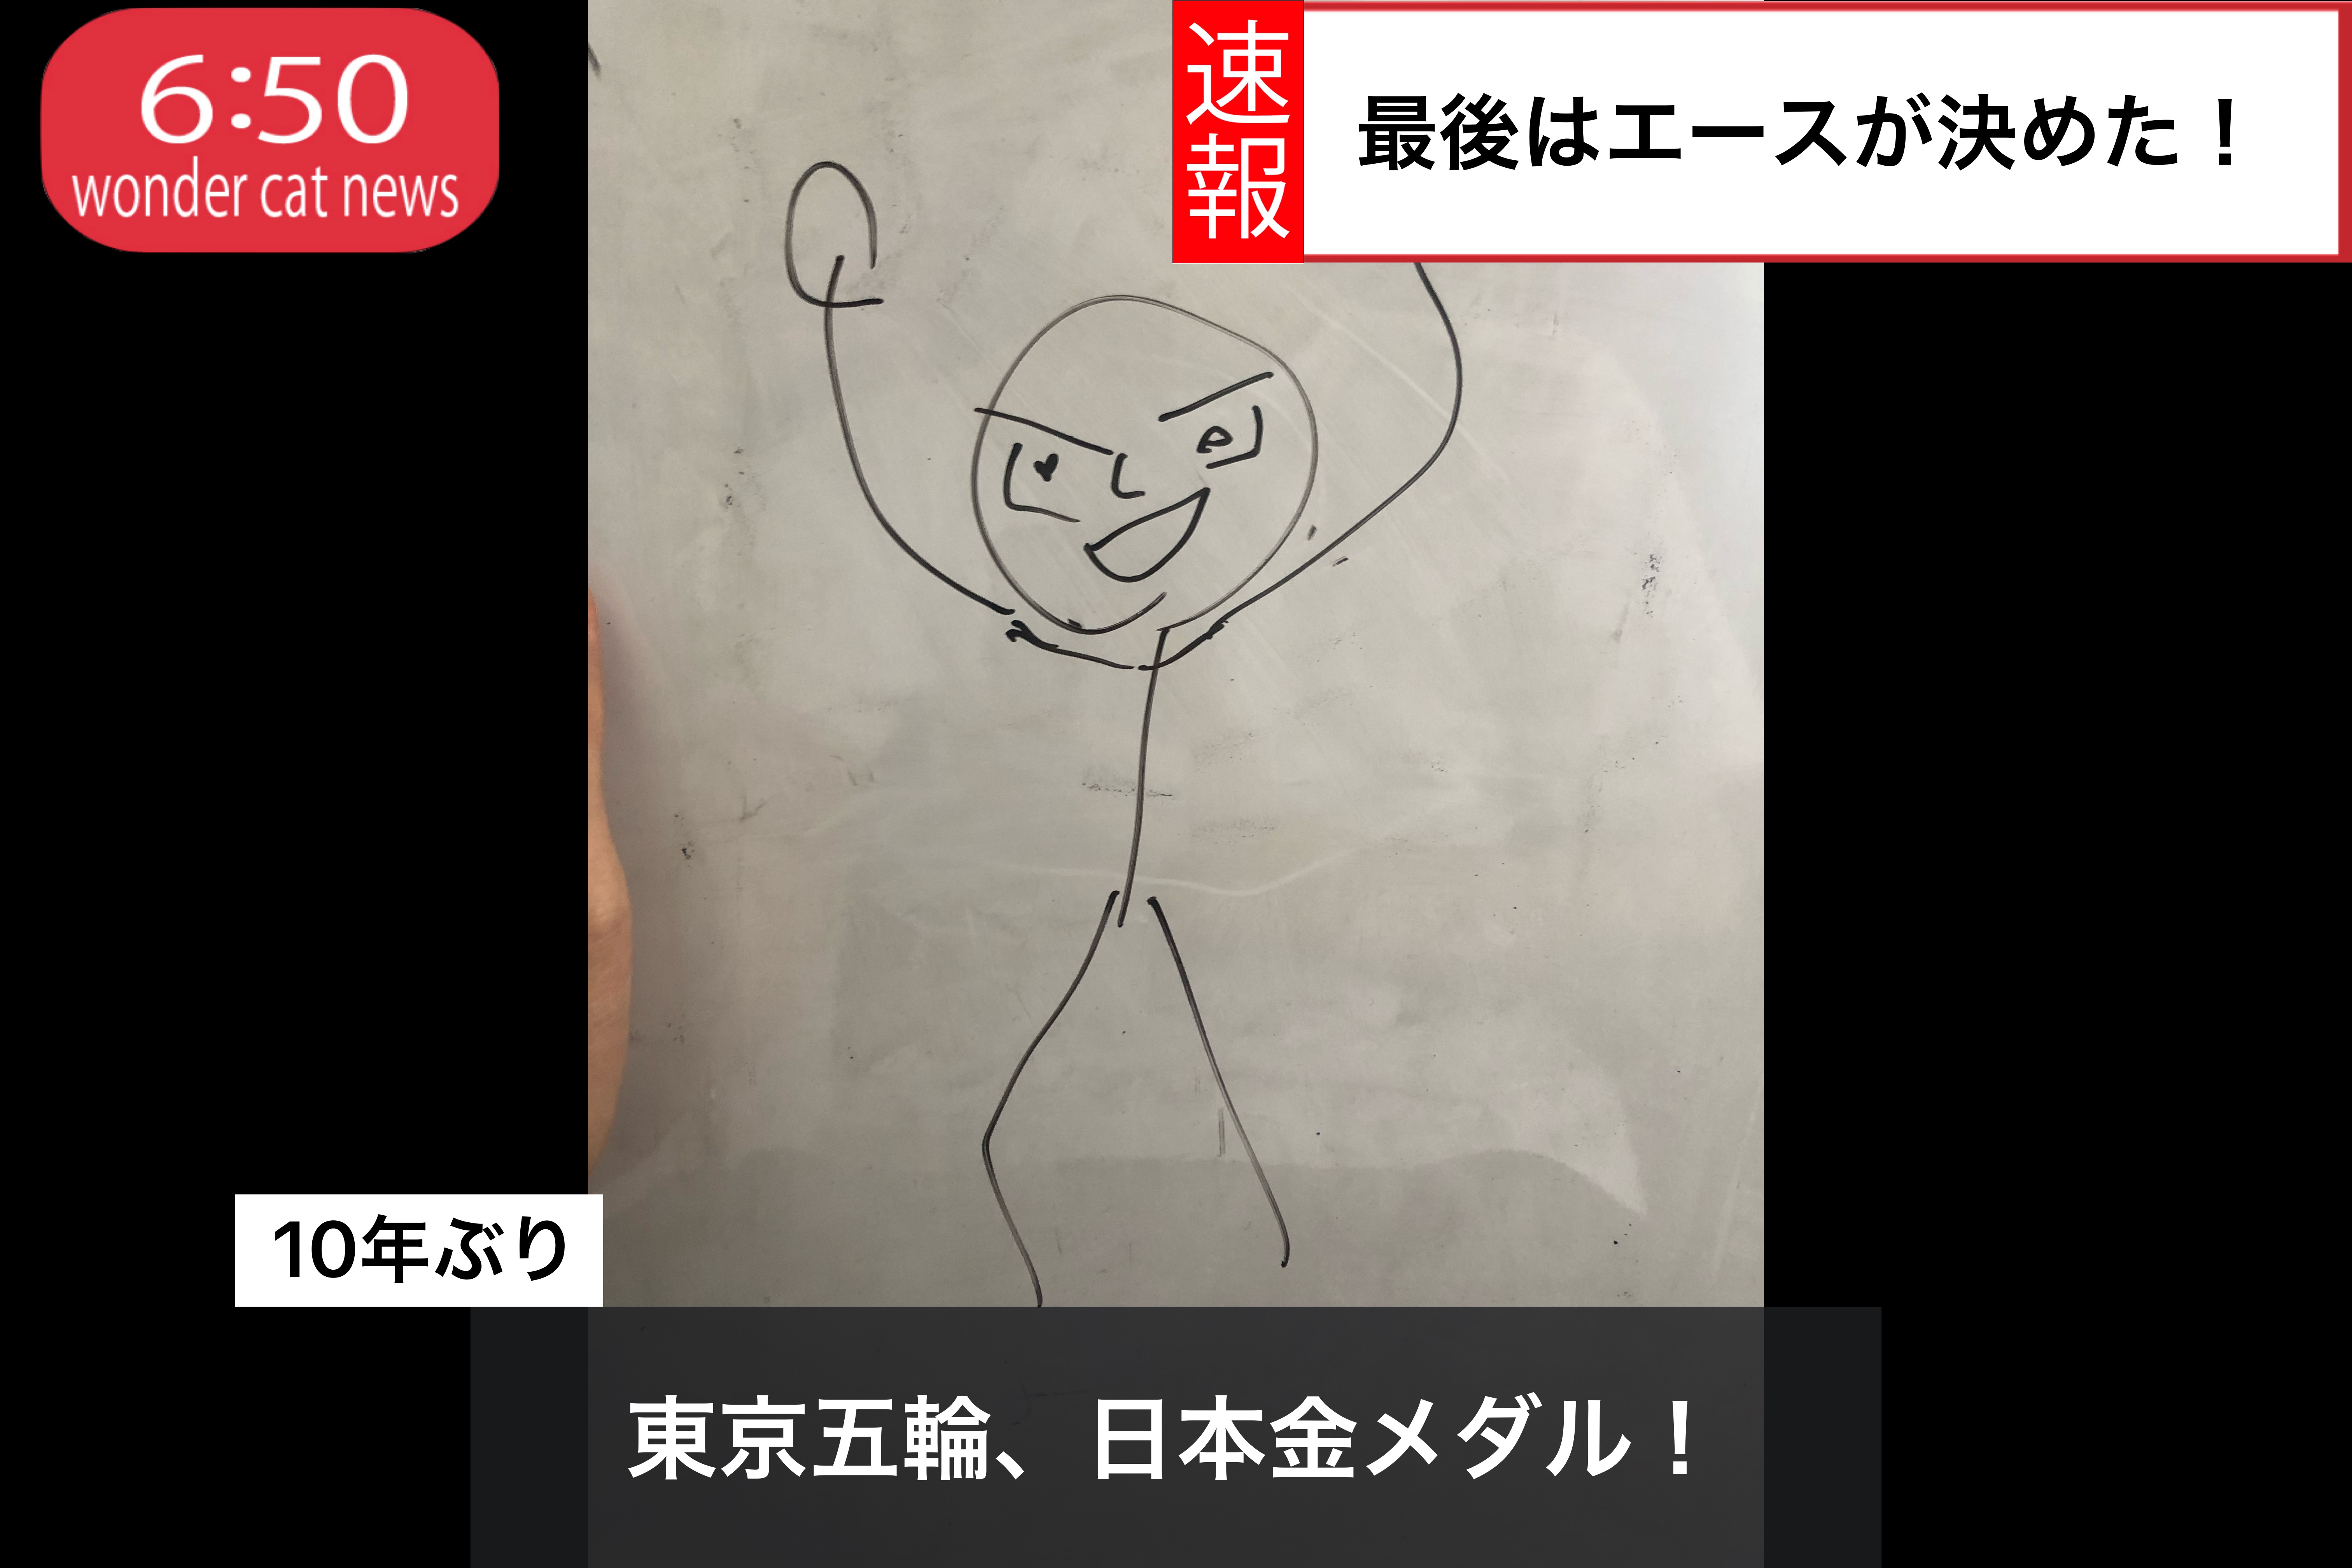 6:50
wonder cat news
速報
最後はエースが決めた！
10年ぶり
東京五輪、日本金メダル！